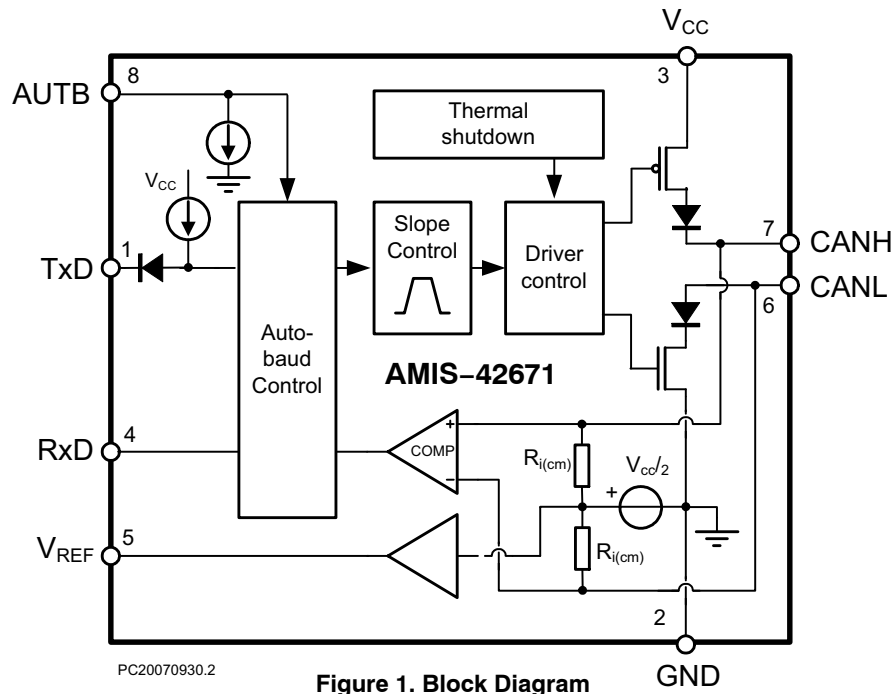 VCC
3
AUTB
8
Thermal
shutdown
VCC
Slope
Control
Driver
control
7
CANH
1
TxD
CANL
6
Auto-
baud
Control
AMIS−42671
RxD
4
+
COMP
−
Ri(cm)
Vcc/2
+
VREF
5
Ri(cm)
2
GND
PC20070930.2
Figure 1. Block Diagram